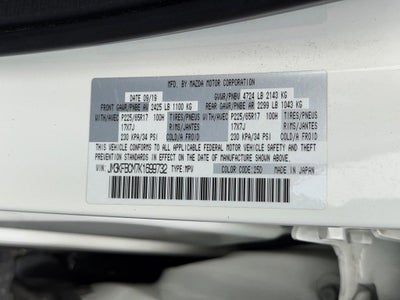 MFD. BY MAZDA MOTOR CORPORATION
DATE 09/19 GVWR/PNBV 4724 LB 2143 KG
FRONT GAWR/PNBE AV 2425 LB 1100 KG REAR GAWR/PNBE AR 2299 LB 1043 KG
WITH/AVEC P225/65R17 100H TIRES/PNEUS WITH/AVEC P225/65R17 100H TIRES/PNEUS
17X7J RIMS/JANTES 17X7J RIMS/JANTES
230 KPA/34 PSI COLD/A FROID 230 KPA/34 PSI COLD/A FROID
THIS VEHICLE CONFORMS TO ALL APPLICABLE FEDERAL MOTOR VEHICLE SAFETY AND THEFT
PREVENTION STANDARDS IN EFFECT ON THE DATE OF MANUFACTURE SHOWN ABOVE.
VIN: JM3KFBCM7K1699732 TYPE:MPV COLOR CODE:25D MADE IN JAPAN